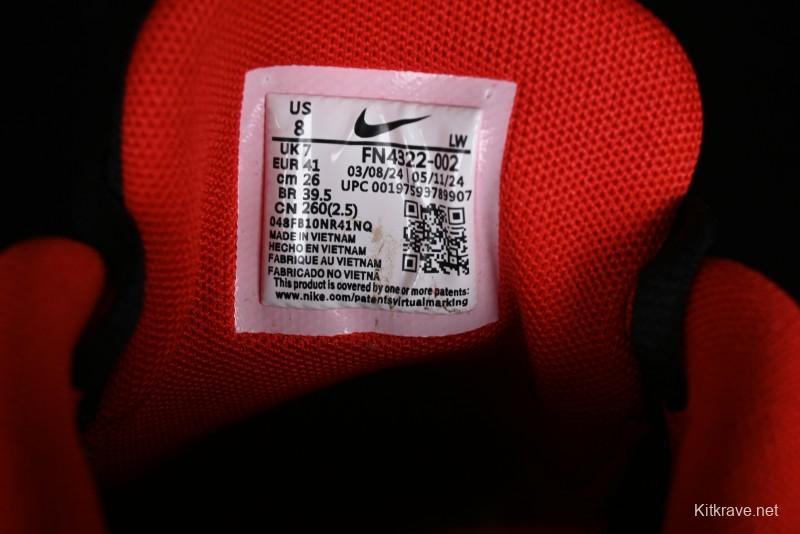 US
8
LW
UK 7
FN4322-002
EUR 41
03/08/24 | 05/11/24
cm 26
UPC 00197593789907
BR 39.5
CN 260(2.5)
048FB10NR41NQ
MADE IN VIETNAM
HECHO EN VIETNAM
FABRIQUE AU VIETNAM
FABRICADO NO VIETNÃ
This product is covered by one or more patents:
www.nike.com/patentsvirtualmarking
Kitkrave.net